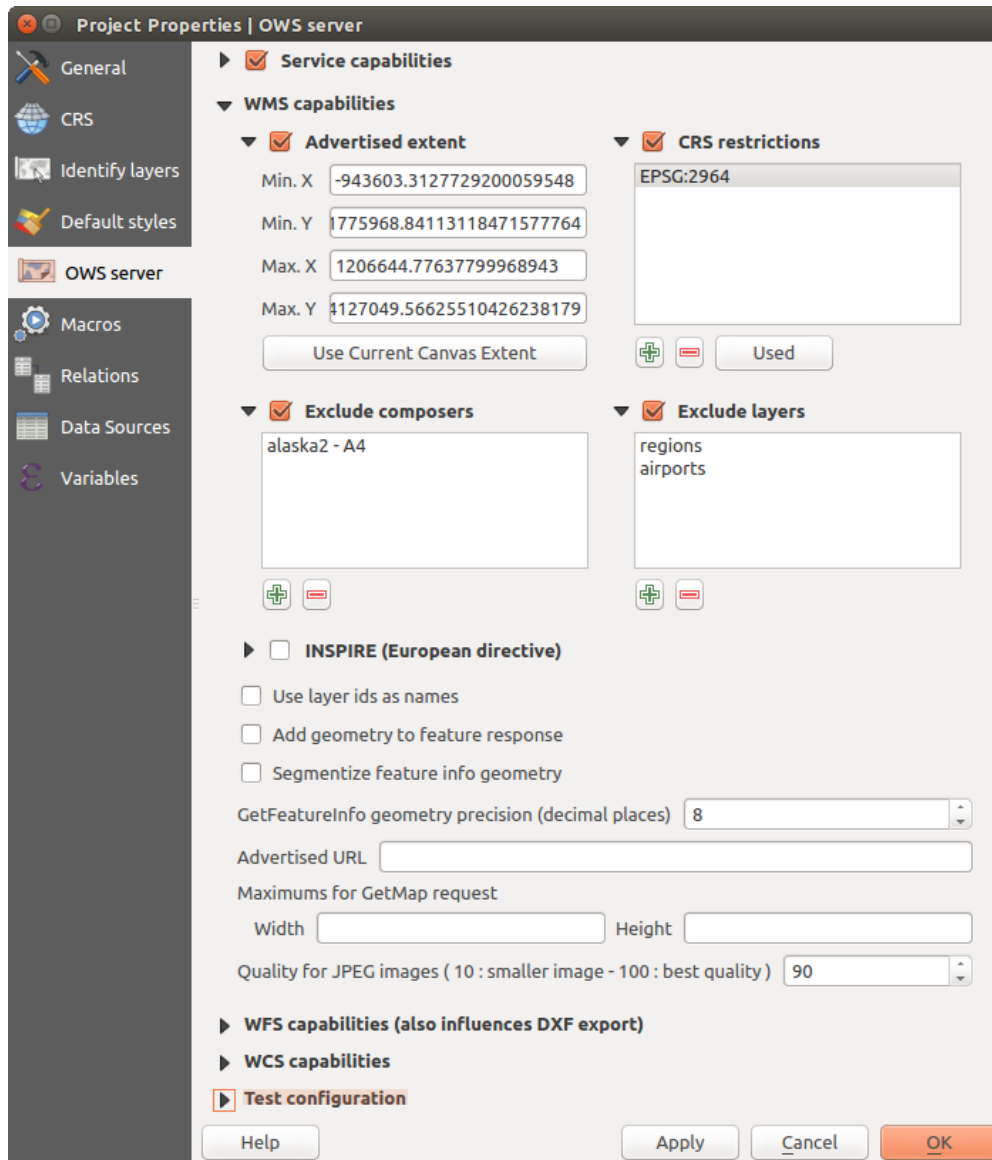 Project Properties | OWS server
General
CRS
Identify layers
Default styles
OWS server
Macros
Relations
Data Sources
Variables
Service capabilities
WMS capabilities
Advertised extent
Min. X -943603.3127729200059548
Min. Y 1775968.84113118471577764
Max. X 1206644.77637799968943
Max. Y 4127049.56625510426238179
Use Current Canvas Extent
CRS restrictions
EPSG:2964
Used
Exclude composers
alaska2 - A4
Exclude layers
regions
airports
INSPIRE (European directive)
Use layer ids as names
Add geometry to feature response
Segmentize feature info geometry
GetFeatureInfo geometry precision (decimal places) 8
Advertised URL
Maximums for GetMap request
Width Height
Quality for JPEG images ( 10 : smaller image - 100 : best quality ) 90
WFS capabilities (also influences DXF export)
WCS capabilities
Test configuration
Help Apply Cancel OK